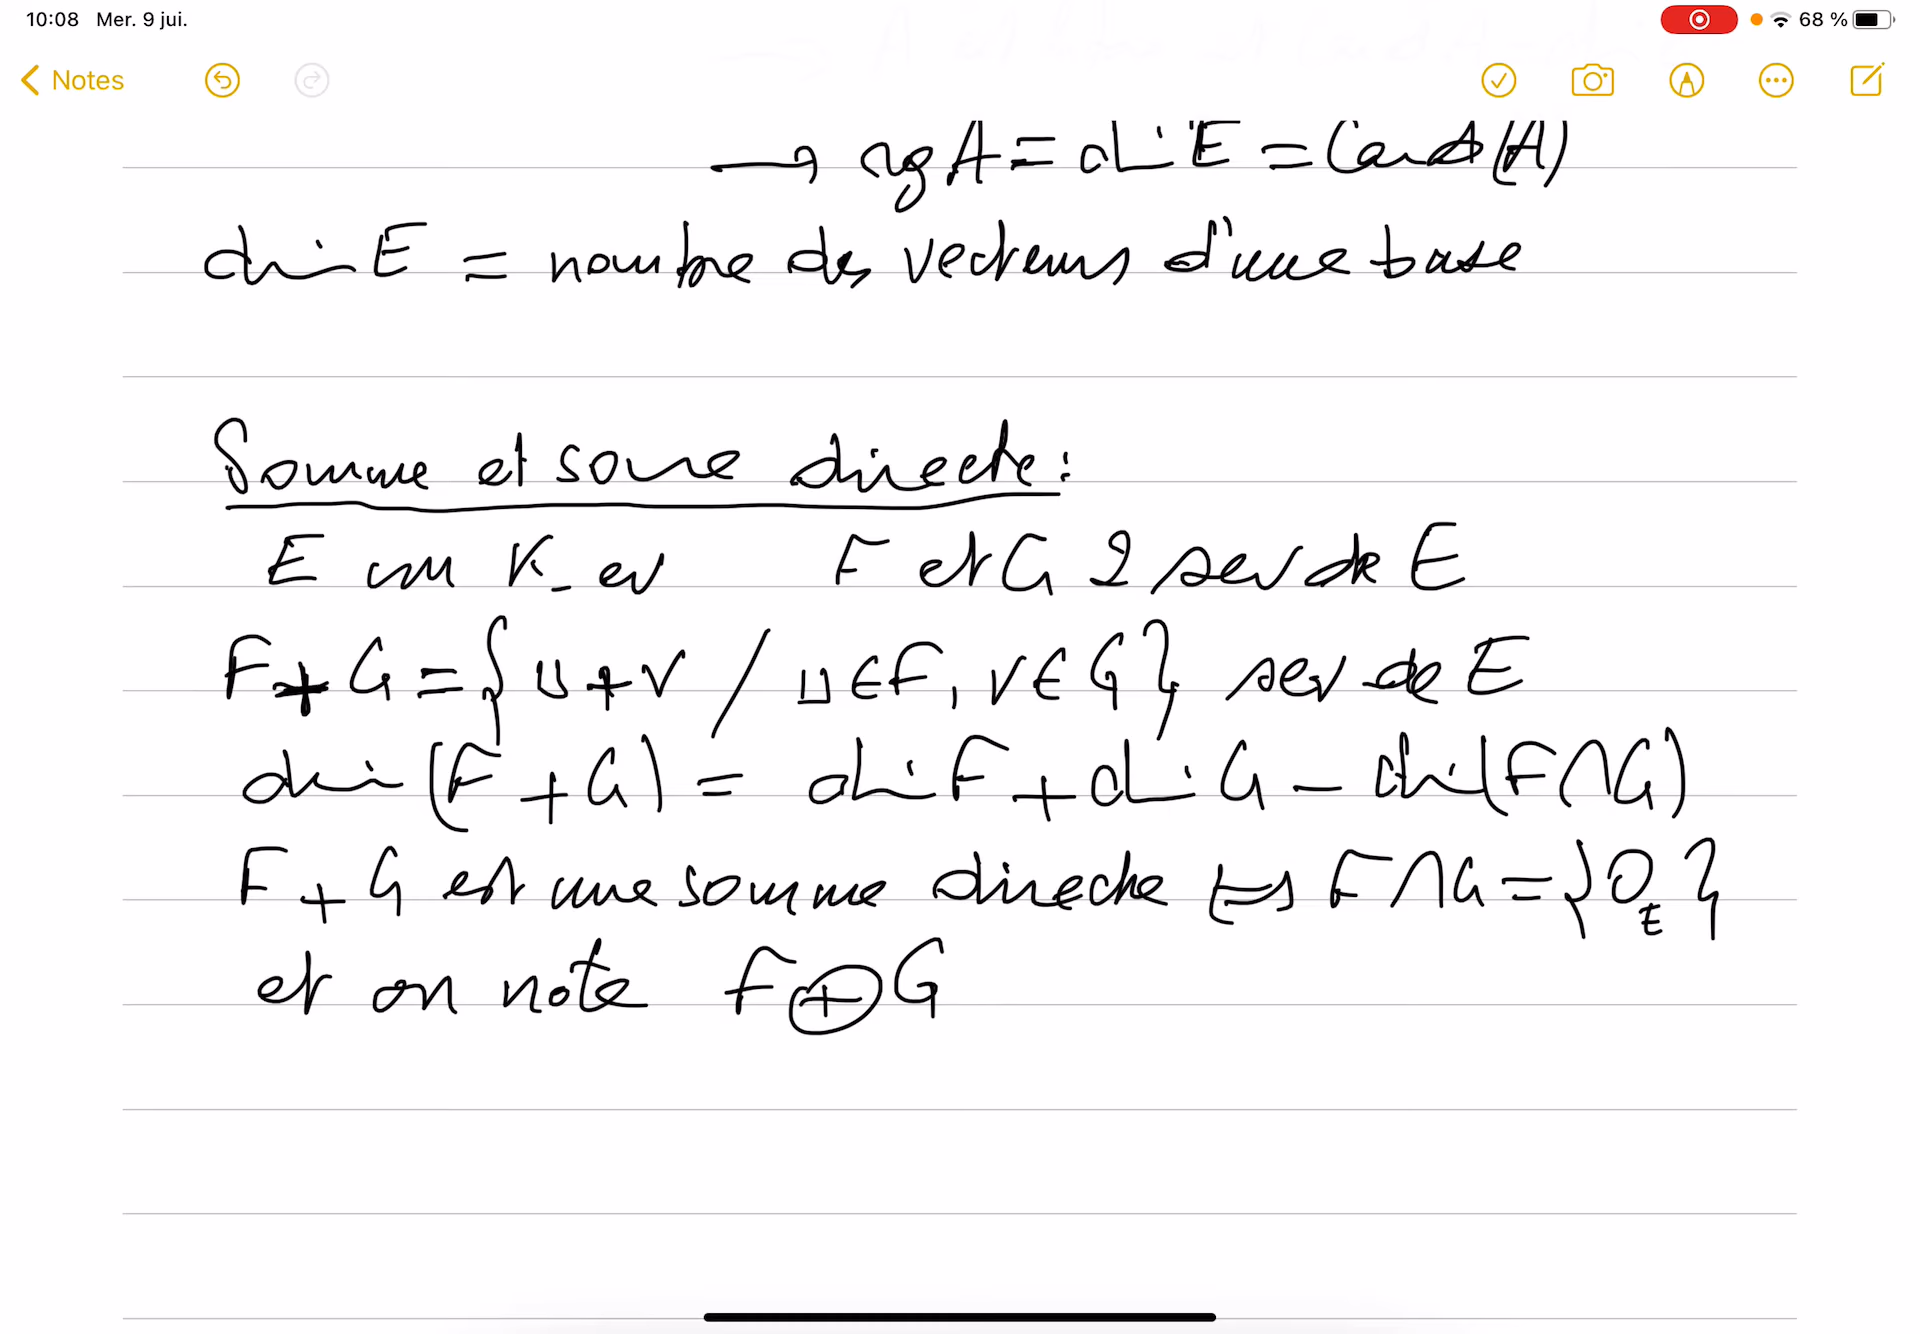 10:08 Mer. 9 jui. 68 %
Notes
→ rg A = dim E = Card(A)
dim E = nombre des vecteurs d'une base
Somme et somme directe :
E un K-ev F et G 2 sev de E
F + G = { u + v / u ∈ F, v ∈ G } sev de E
dim (F + G) = dim F + dim G - dim (F ∩ G)
F + G est une somme directe ⟺ F ∩ G = { 0_E }
et on note F ⊕ G